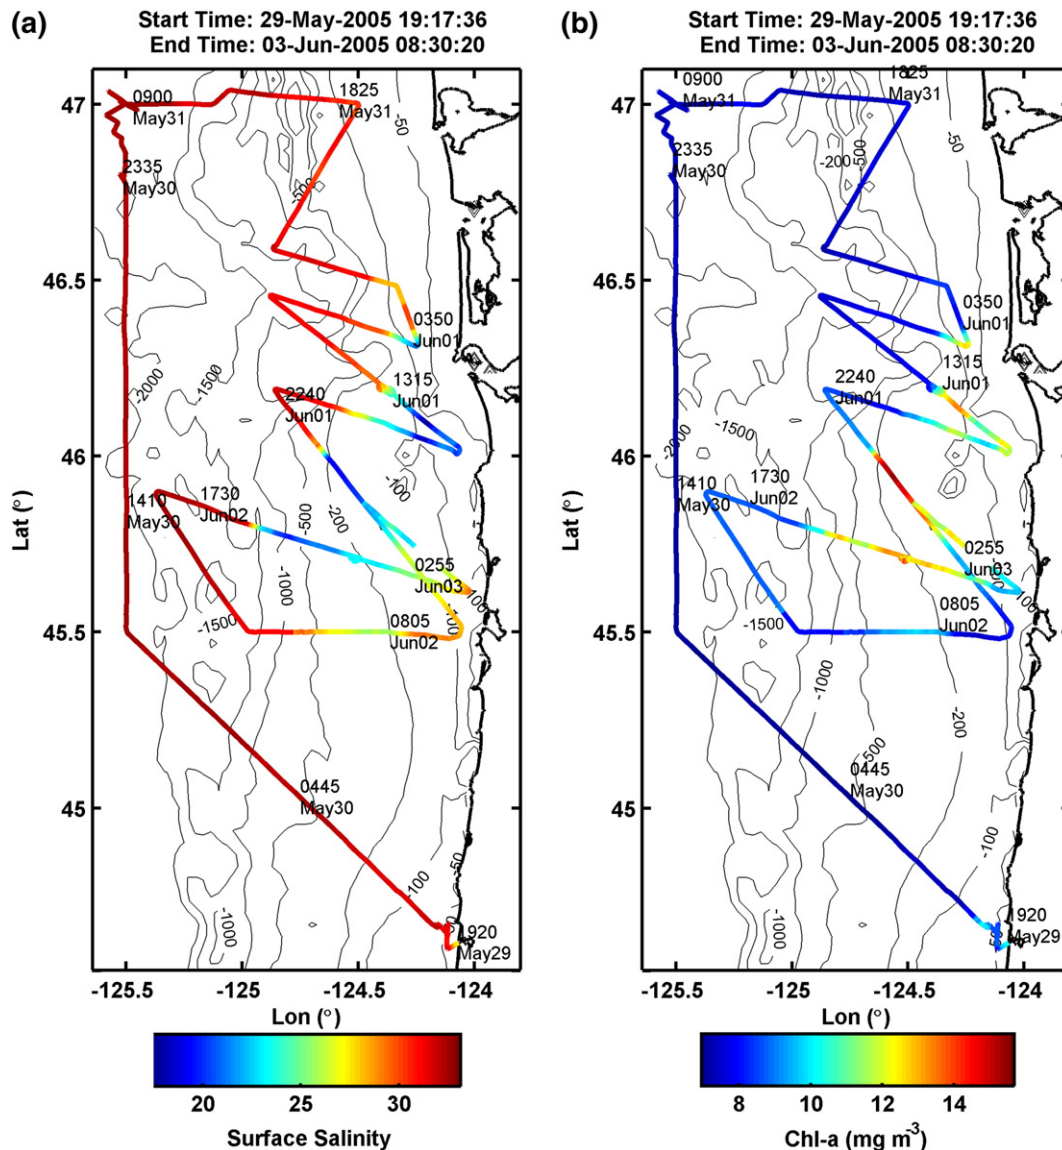 (a)
Start Time: 29-May-2005 19:17:36
End Time: 03-Jun-2005 08:30:20
47
46.5
46
45.5
45
Lat (°)
0900
May31
1825
May31
-50
2335
May30
-500
0350
Jun01
-2000
-1500
1315
Jun01
2240
Jun01
-100
1410
May30
1730
Jun02
-500
-200
0255
Jun03
-100
-1000
-1500
0805
Jun02
-100
0445
May30
-50
-100
-1000
1920
May29
-125.5
-125
-124.5
-124
Lon (°)
20
25
30
Surface Salinity
(b)
Start Time: 29-May-2005 19:17:36
End Time: 03-Jun-2005 08:30:20
47
46.5
46
45.5
45
Lat (°)
0900
May31
1825
May31
-50
-500
-200
2335
May30
0350
Jun01
1315
Jun01
2240
Jun01
-2000
-1500
1410
May30
1730
Jun02
0255
Jun03
100
0805
Jun02
-1500
-1000
-200
0445
May30
-500
-100
1920
May29
-1000
-125.5
-125
-124.5
-124
Lon (°)
8
10
12
14
Chl-a (mg m-3)